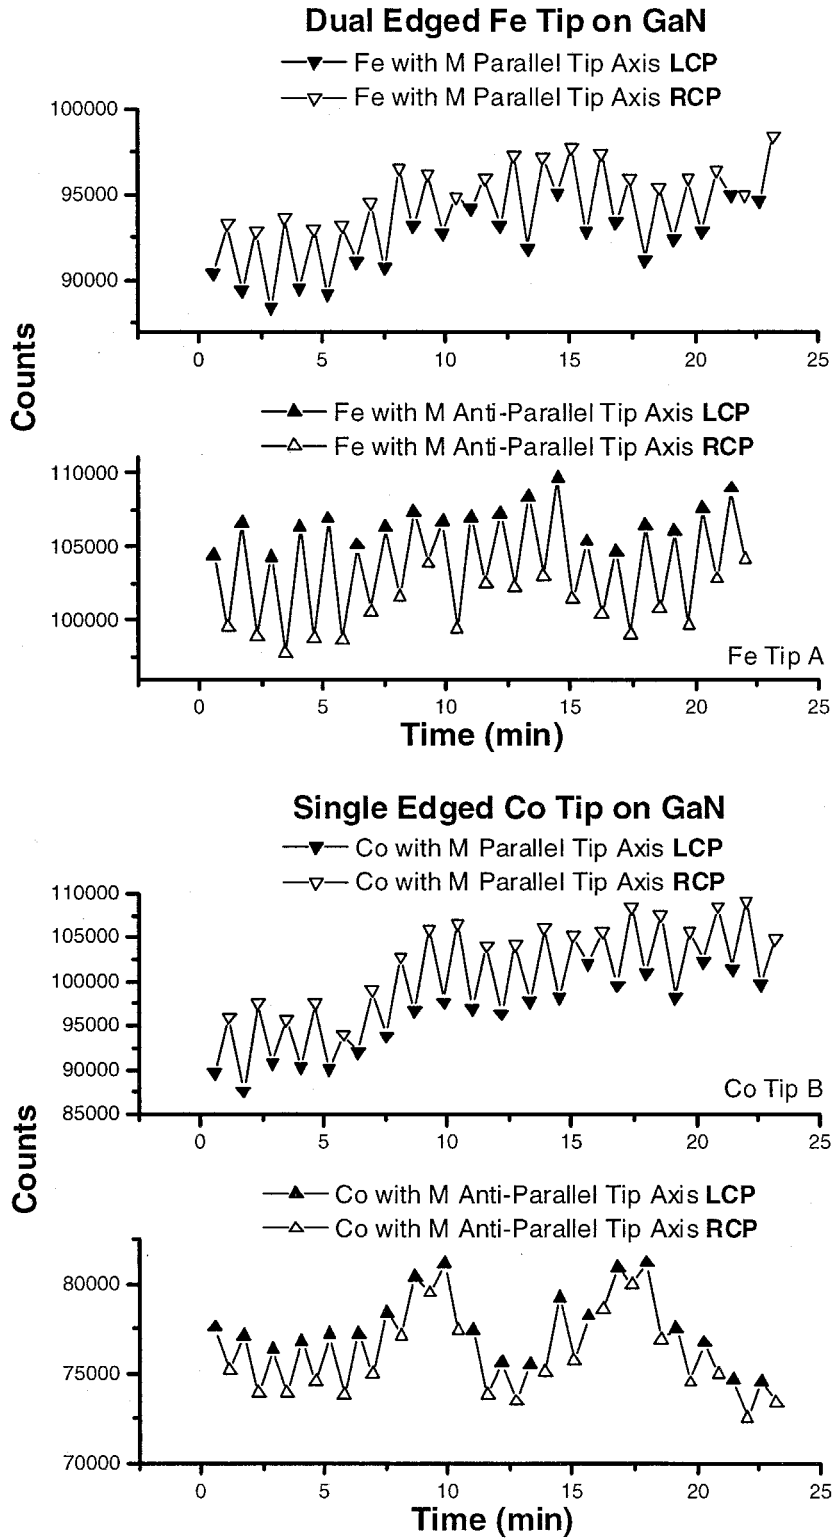 Dual Edged Fe Tip on GaN
Fe with M Parallel Tip Axis LCP
Fe with M Parallel Tip Axis RCP
100000
95000
90000
0 5 10 15 20 25
Counts
Fe with M Anti-Parallel Tip Axis LCP
Fe with M Anti-Parallel Tip Axis RCP
110000
105000
100000
Fe Tip A
0 5 10 15 20 25
Time (min)
Single Edged Co Tip on GaN
Co with M Parallel Tip Axis LCP
Co with M Parallel Tip Axis RCP
110000
105000
100000
95000
90000
85000
Co Tip B
0 5 10 15 20 25
Counts
Co with M Anti-Parallel Tip Axis LCP
Co with M Anti-Parallel Tip Axis RCP
80000
75000
70000
0 5 10 15 20 25
Time (min)